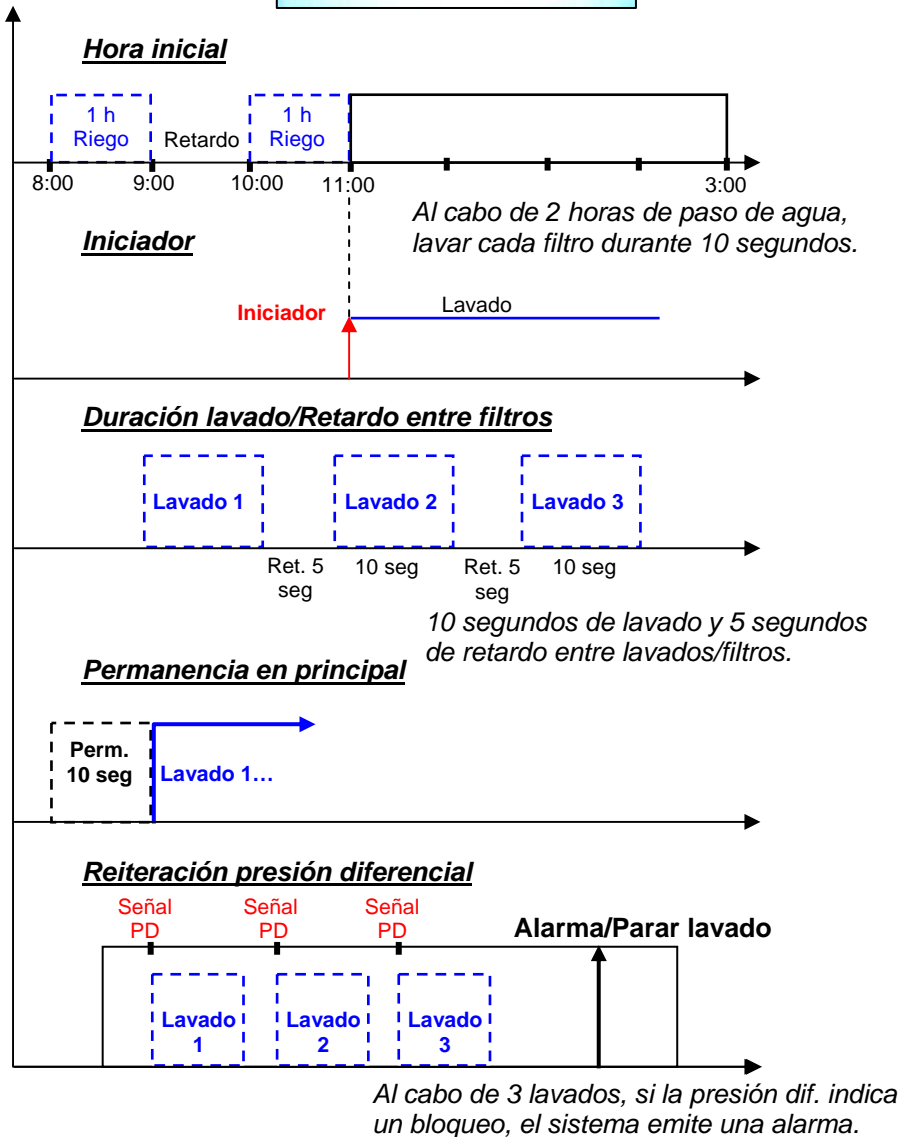 Hora inicial
1 h
Riego
Retardo
1 h
Riego
8:00 9:00 10:00 11:00 3:00
Al cabo de 2 horas de paso de agua,
lavar cada filtro durante 10 segundos.
Iniciador
Iniciador
Lavado
Duración lavado/Retardo entre filtros
Lavado 1 Lavado 2 Lavado 3
Ret. 5
seg
10 seg
Ret. 5
seg
10 seg
10 segundos de lavado y 5 segundos
de retardo entre lavados/filtros.
Permanencia en principal
Perm.
10 seg
Lavado 1…
Reiteración presión diferencial
Señal
PD
Señal
PD
Señal
PD
Alarma/Parar lavado
Lavado
1
Lavado
2
Lavado
3
Al cabo de 3 lavados, si la presión dif. indica
un bloqueo, el sistema emite una alarma.